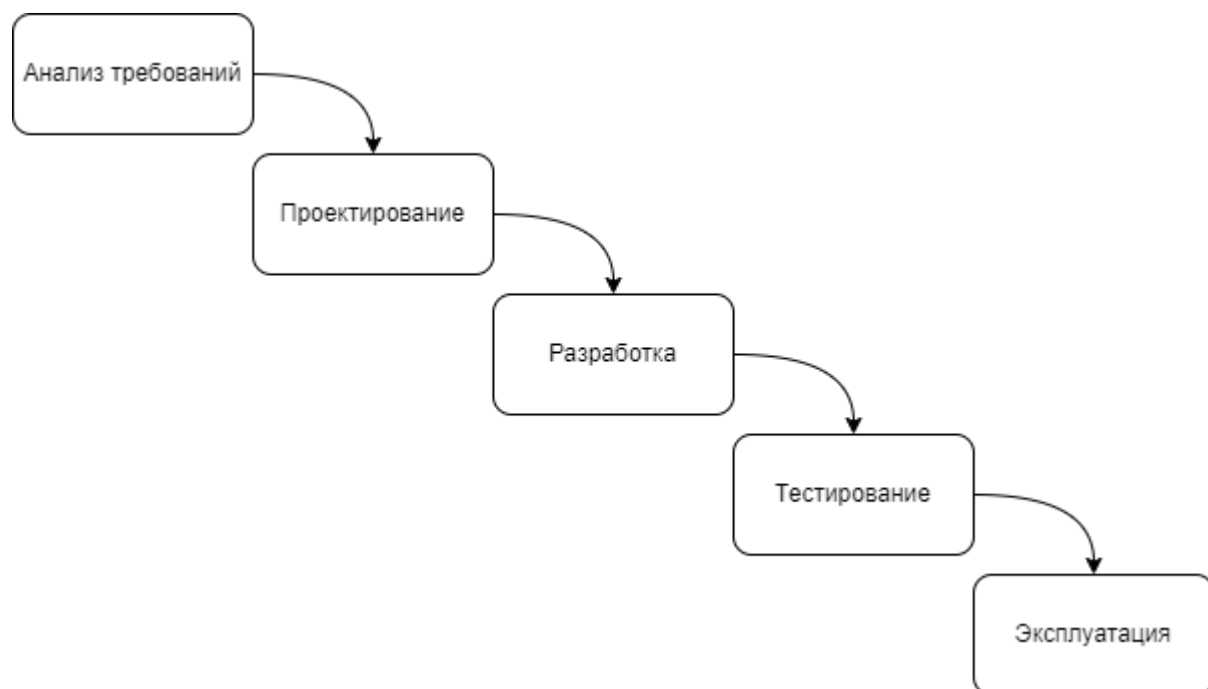 Анализ требований
Проектирование
Разработка
Тестирование
Эксплуатация